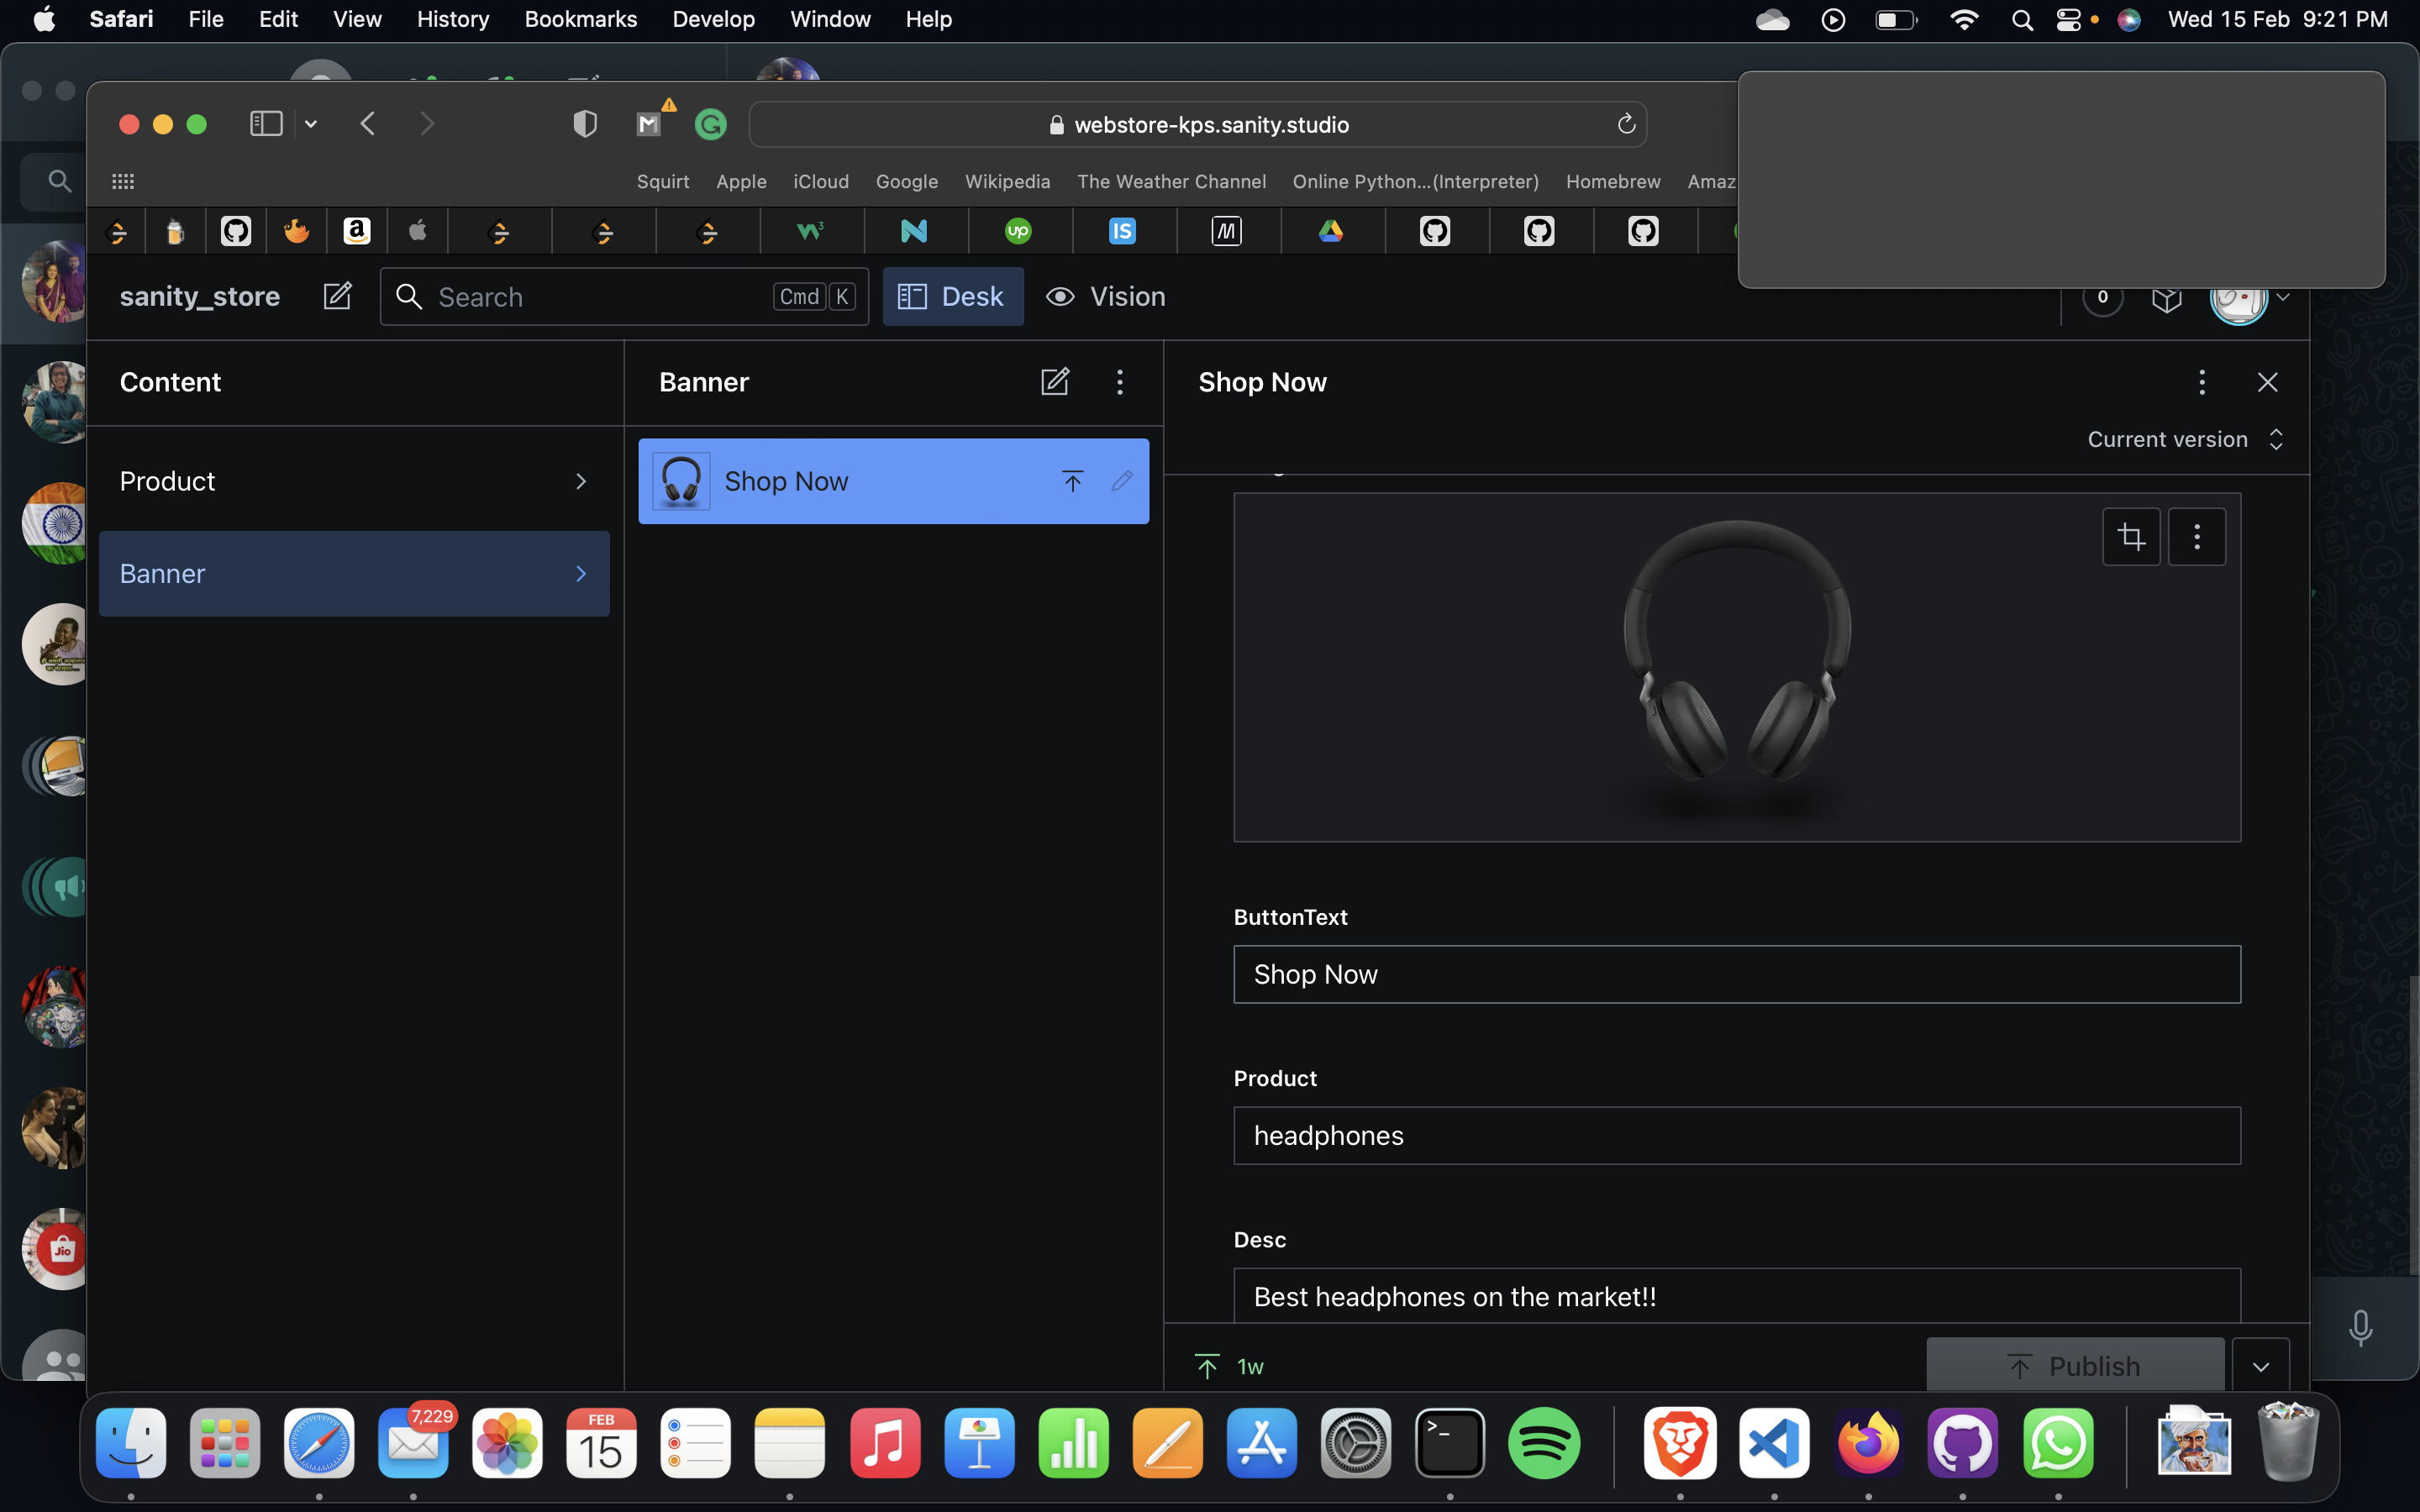 Safari File Edit View History Bookmarks Develop Window Help Wed 15 Feb 9:21 PM
webstore-kps.sanity.studio
Squirt Apple iCloud Google Wikipedia The Weather Channel Online Python...(Interpreter) Homebrew Amaz
sanity_store Search Cmd K Desk Vision 0
Content Banner Shop Now
Current version
Product Shop Now
Banner
ButtonText
Shop Now
Product
headphones
Desc
Best headphones on the market!!
1w Publish
Jio
7,229
FEB
15